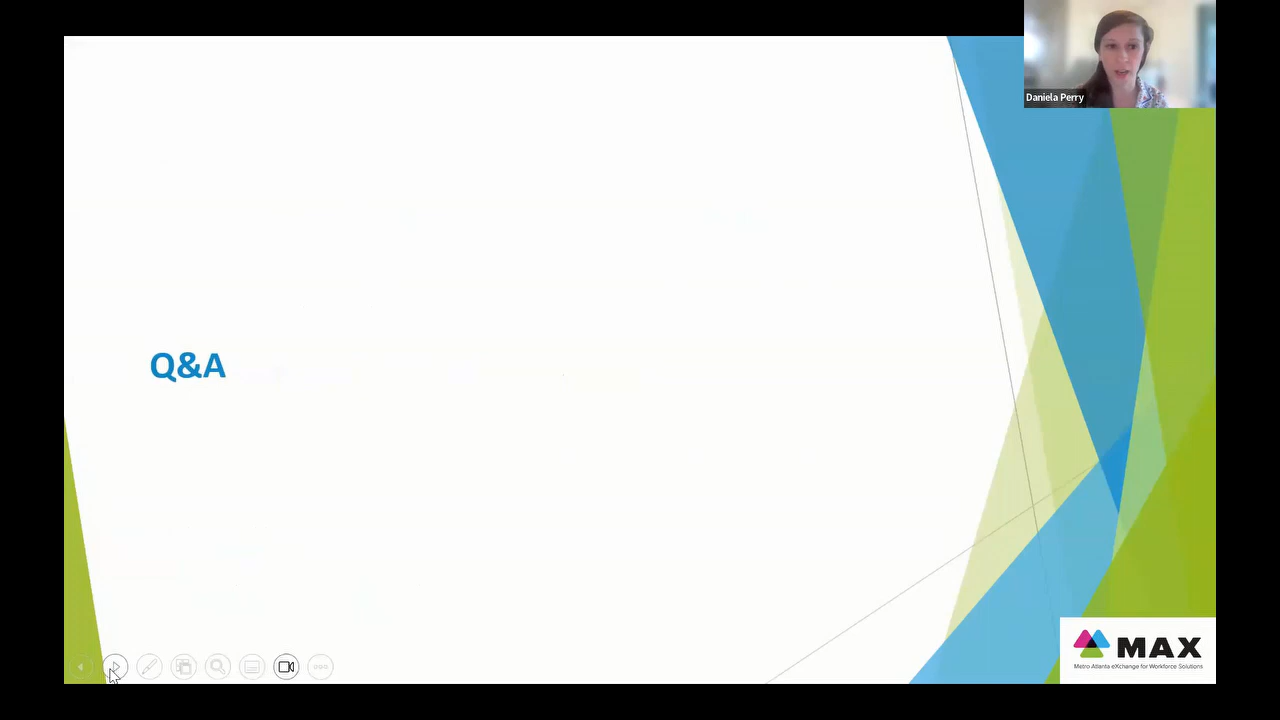 Daniela Perry
Q&A
MAX
Metro Atlanta eXchange for Workforce Solutions